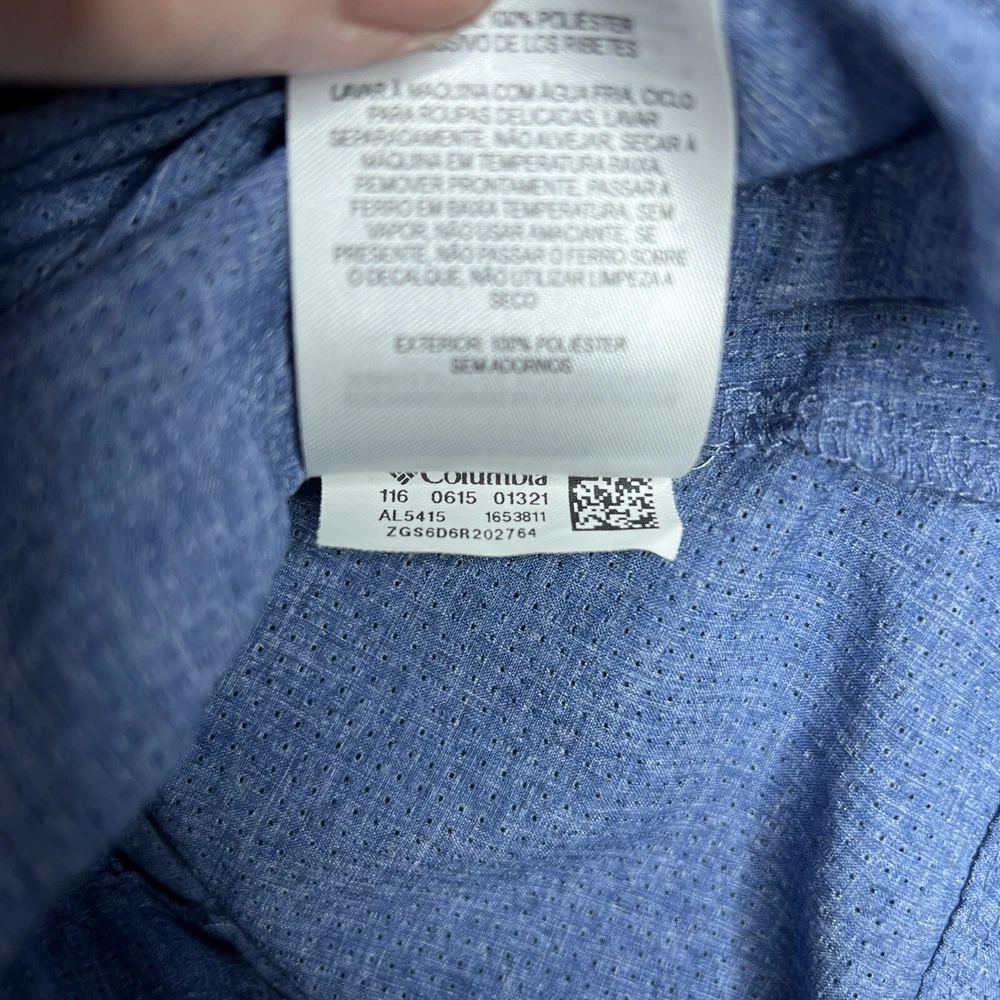 100% POLIÉSTER
DE LOS RIBETES
LAVAR À MÁQUINA COM ÁGUA FRIA, CICLO
PARA ROUPAS DELICADAS. LAVAR
SEPARADAMENTE, NÃO ALVEJAR, SECAR À
MÁQUINA EM TEMPERATURA BAIXA,
REMOVER PRONTAMENTE, PASSAR A
FERRO EM BAIXA TEMPERATURA, SEM
VAPOR, NÃO USAR AMACIANTE, SE
PRESENTE, NÃO PASSAR O FERRO SOBRE
O DECALQUE, NÃO UTILIZAR LIMPEZA A
SECO
EXTERIOR: 100% POLIÉSTER
SEM ADORNOS
Columbia
116 0615 01321
AL5415 1653811
ZGS6D6R202764